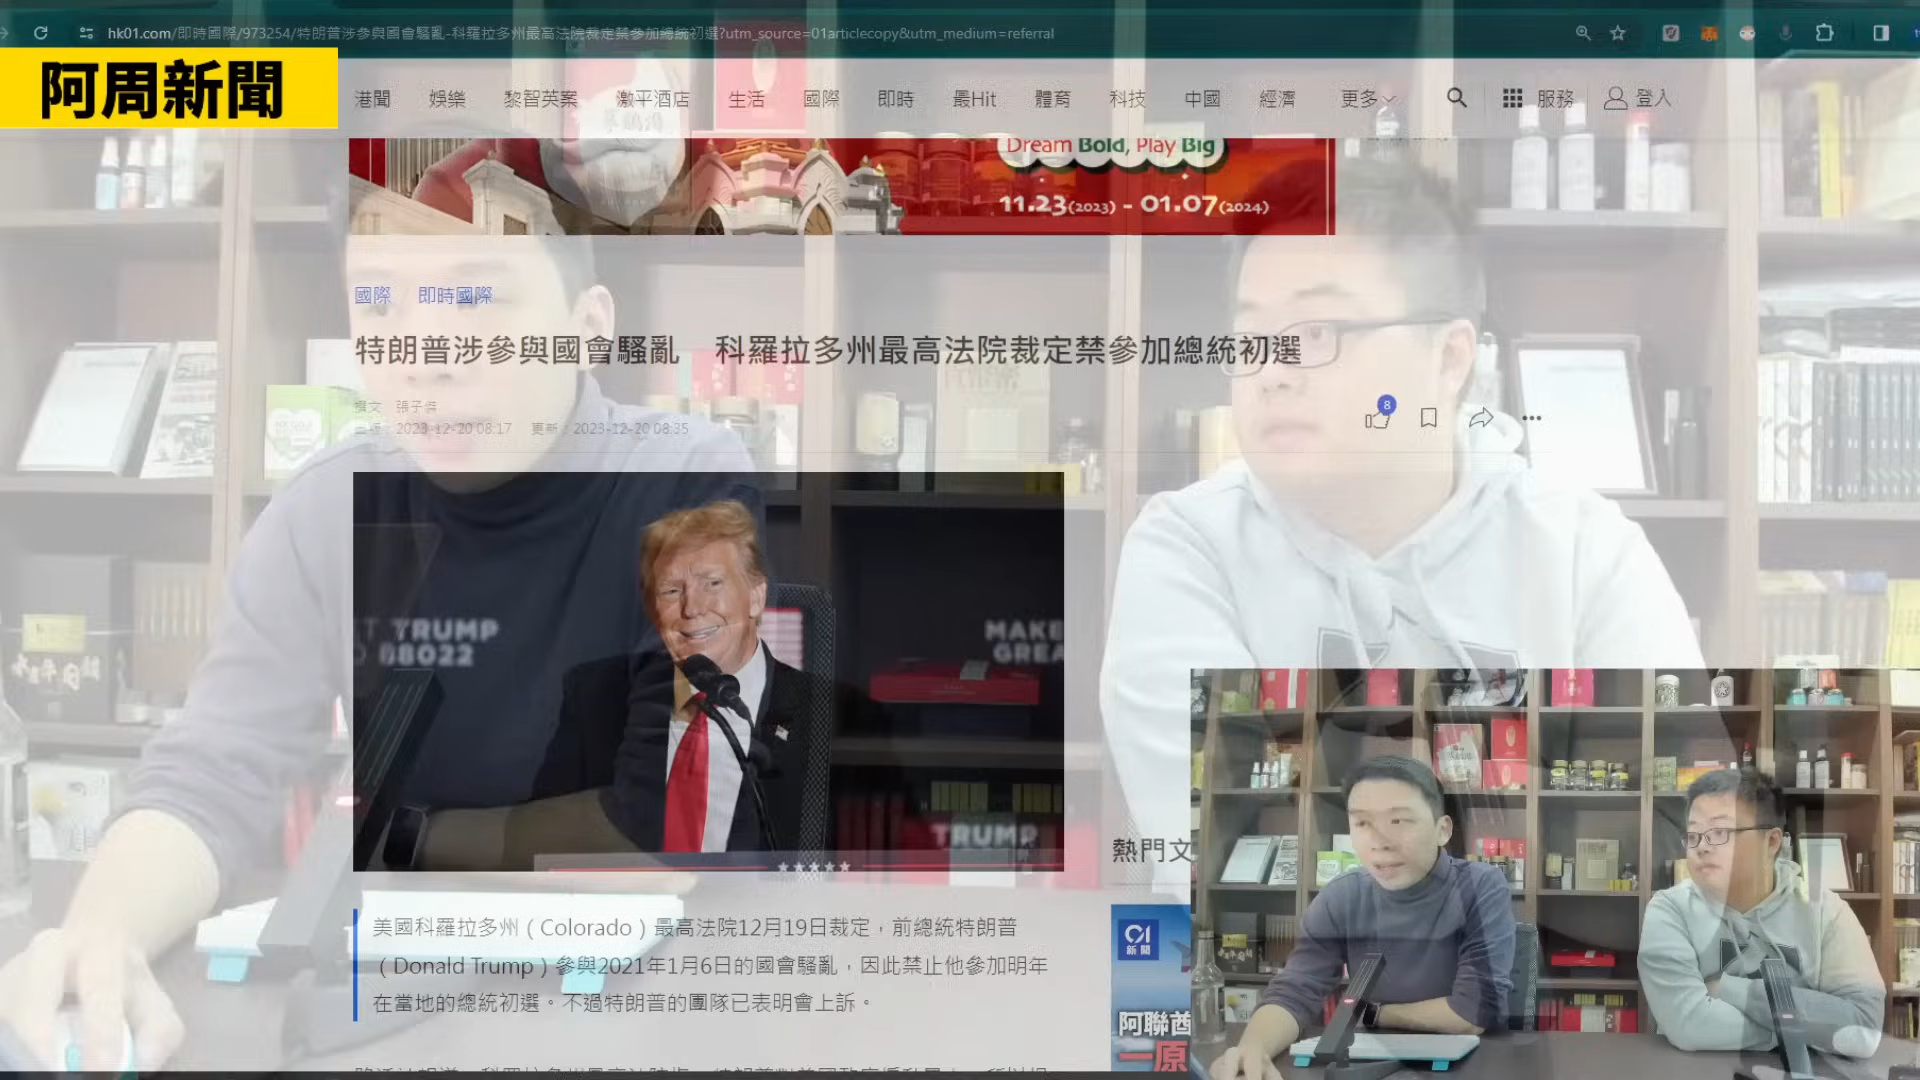 hk01.com/即時國際/973254/特朗普涉參與國會騷亂-科羅拉多州最高法院裁定禁參加總統初選?utm_source=01articlecopy&utm_medium=referral
阿周新聞
港聞 娛樂 黎智英案 激平酒店 生活 國際 即時 最Hit 體育 科技 中國 經濟 更多 服務 登入
Dream Bold, Play Big
11.23(2023) - 01.07(2024)
國際 即時國際
特朗普涉參與國會騷亂 科羅拉多州最高法院裁定禁參加總統初選
撰文：張子傑
出版：2023-12-20 08:17 更新：2023-12-20 08:35
8
TRUMP
88022
MAKE
GREA
TRUMP
熱門文
美國科羅拉多州（Colorado）最高法院12月19日裁定，前總統特朗普
（Donald Trump）參與2021年1月6日的國會騷亂，因此禁止他參加明年
在當地的總統初選。不過特朗普的團隊已表明會上訴。
01
新聞
阿聯酋
一原